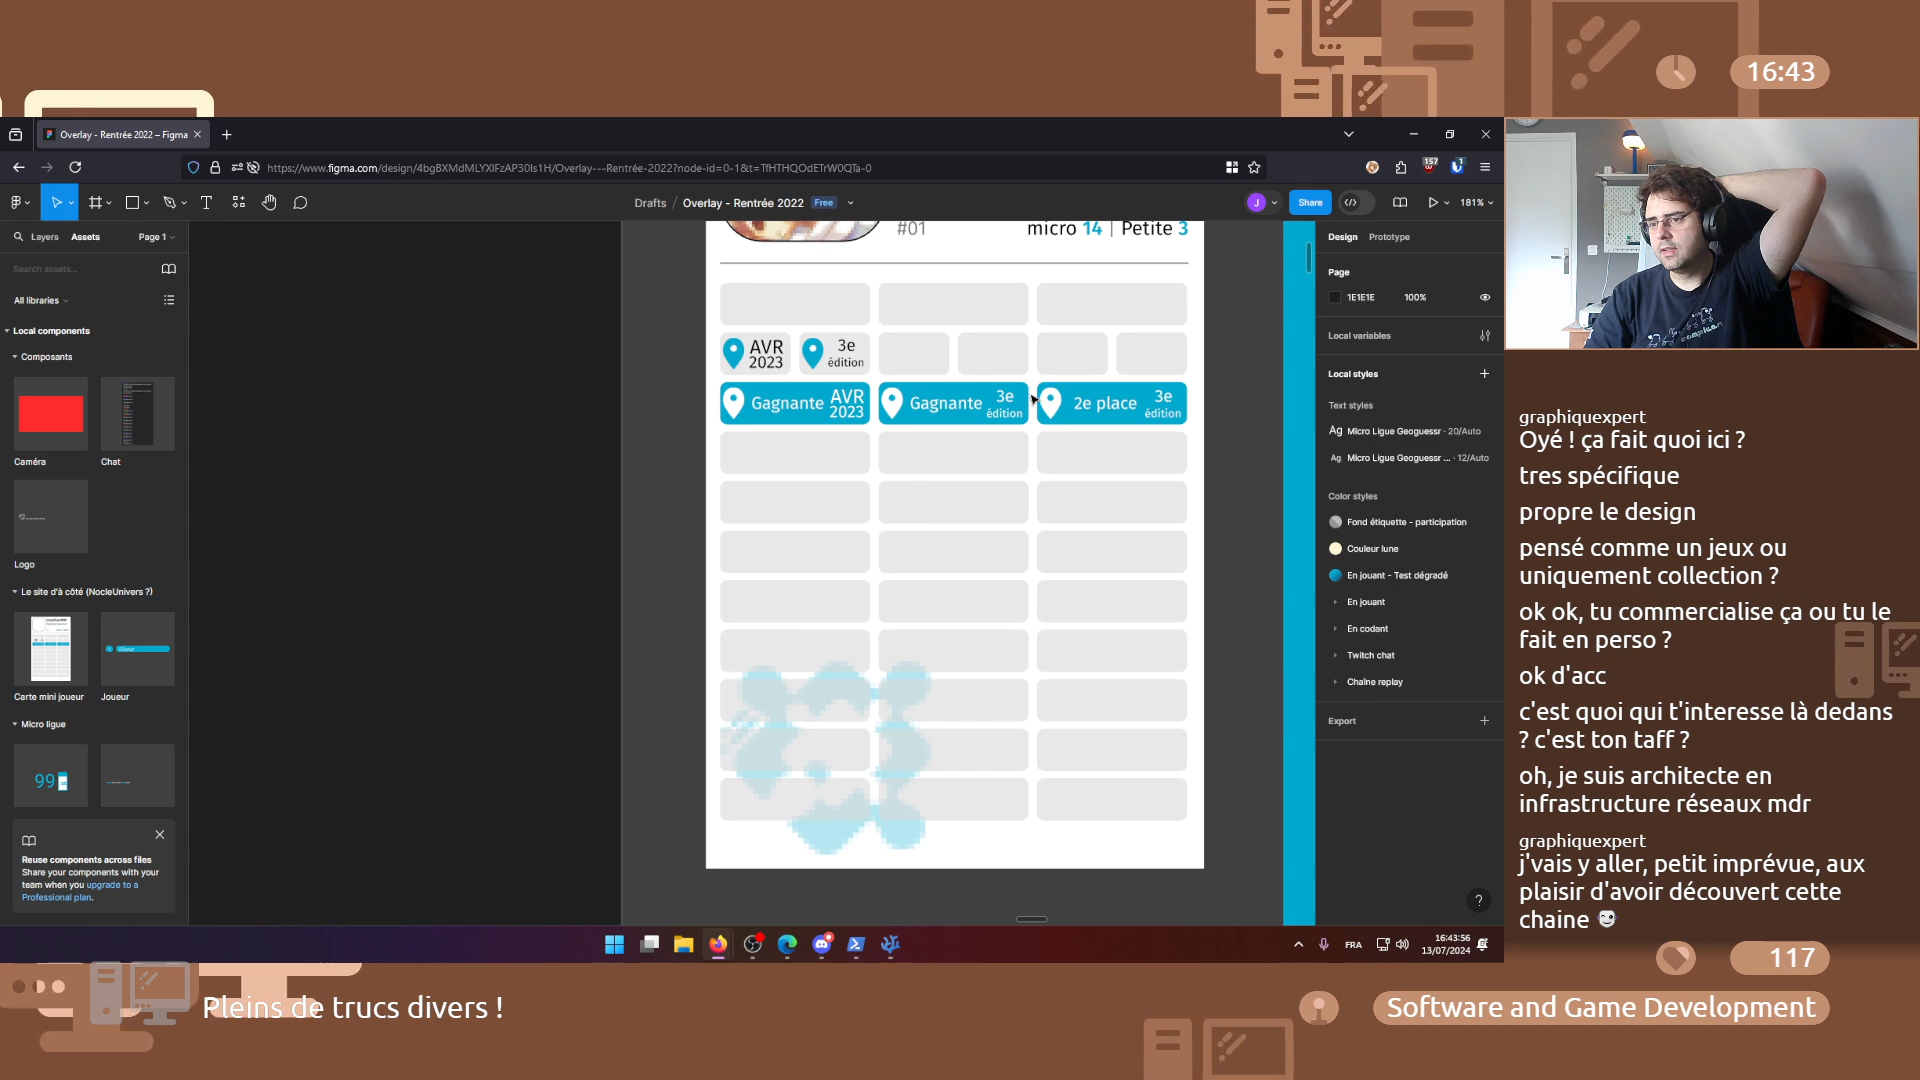 16:43
Overlay - Rentrée 2022 – Figma
https://www.figma.com/design/4bgBXMdMLYXlFzAP30Is1H/Overlay---Rentrée-2022?node-id=0-1&t=TfHTHQOdETrW0QTa-0
157
1
Drafts / Overlay - Rentrée 2022 Free
J
Share
181%
Layers
Assets
Page 1
Search assets...
All libraries
Local components
Composants
Caméra
Chat
Logo
Le site d'à côté (NocleUnivers ?)
Carte mini joueur
Joueur
Micro ligue
99
Reuse components across files
Share your components with your
team when you upgrade to a
Professional plan.
#01
micro 14 | Petite 3
AVR
2023
3e
édition
Gagnante AVR
2023
Gagnante 3e
édition
2e place 3e
édition
Design
Prototype
Page
1E1E1E 100%
Local variables
Local styles
Text styles
Ag Micro Ligue Geoguessr · 20/Auto
Ag Micro Ligue Geoguessr ... · 12/Auto
Color styles
Fond étiquette - participation
Couleur lune
En jouant - Test dégradé
En jouant
En codant
Twitch chat
Chaîne replay
Export
?
FRA
16:43:56
13/07/2024
graphiquexpert
Oyé ! ça fait quoi ici ?
tres spécifique
propre le design
pensé comme un jeux ou
uniquement collection ?
ok ok, tu commercialise ça ou tu le
fait en perso ?
ok d'acc
c'est quoi qui t'interesse là dedans
? c'est ton taff ?
oh, je suis architecte en
infrastructure réseaux mdr
graphiquexpert
j'vais y aller, petit imprévue, aux
plaisir d'avoir découvert cette
chaine
117
Pleins de trucs divers !
Software and Game Development